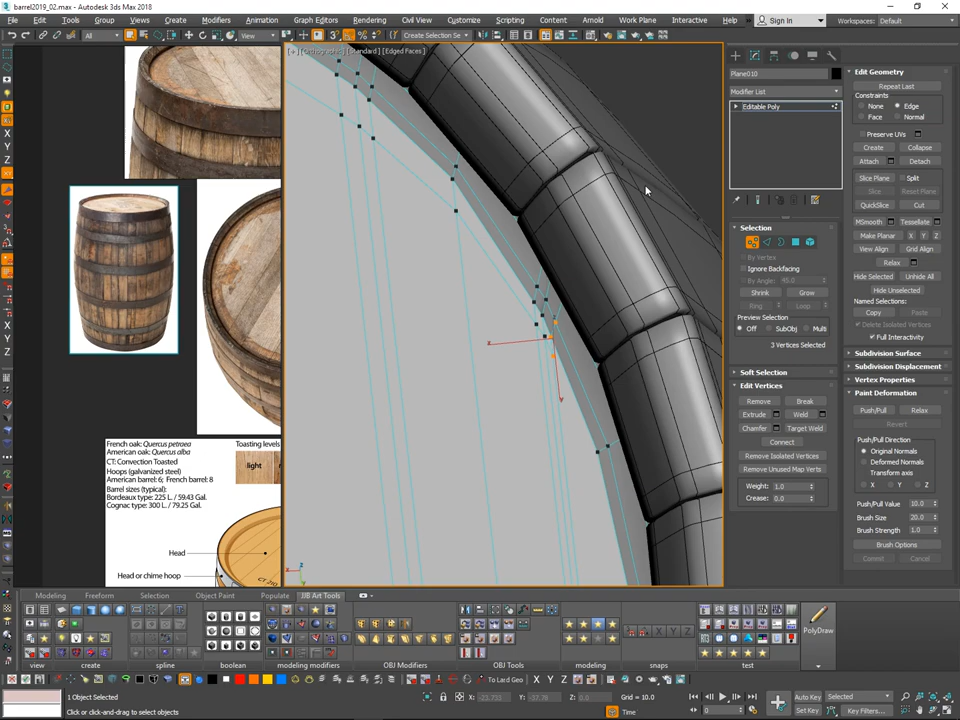 barrel2019_02.max - Autodesk 3ds Max 2018
File
Edit
Tools
Group
Views
Create
Modifiers
Animation
Graph Editors
Rendering
Civil View
Customize
Scripting
Content
Arnold
Work Plane
Interactive
Help
Sign In
Workspaces: Default
All
View
Create Selection Se
[+] [Orthographic] [Standard] [Edged Faces]
Plane010
Modifier List
Editable Poly
Selection
By Vertex
Ignore Backfacing
By Angle: 45.0
Shrink
Grow
Ring
Loop
Preview Selection
Off
SubObj
Multi
3 Vertices Selected
Soft Selection
Edit Vertices
Remove
Break
Extrude
Weld
Chamfer
Target Weld
Connect
Remove Isolated Vertices
Remove Unused Map Verts
Weight: 1.0
Crease: 0.0
Edit Geometry
Repeat Last
Constraints
None
Edge
Face
Normal
Preserve UVs
Create
Collapse
Attach
Detach
Slice Plane
Split
Slice
Reset Plane
QuickSlice
Cut
MSmooth
Tessellate
Make Planar
X
Y
Z
View Align
Grid Align
Relax
Hide Selected
Unhide All
Hide Unselected
Named Selections:
Copy
Paste
Delete Isolated Vertices
Full Interactivity
Subdivision Surface
Subdivision Displacement
Vertex Properties
Paint Deformation
Push/Pull
Relax
Revert
Push/Pull Direction
Original Normals
Deformed Normals
Transform axis
X
Y
Z
Push/Pull Value 10.0
Brush Size 20.0
Brush Strength 1.0
Brush Options
Commit
Cancel
French oak: Quercus petraea
American oak: Quercus alba
CT: Convection Toasted
Hoops (galvanized steel)
American barrel: 6; French barrel: 8
Barrel sizes (typical):
Bordeaux type: 225 L. / 59.43 Gal.
Cognac type: 300 L. / 79.25 Gal.
Toasting levels
light
Head
Head or chime hoop
Modeling
Freeform
Selection
Object Paint
Populate
JJB Art Tools
view
create
spline
boolean
modeling modifiers
OBJ Modifiers
OBJ Tools
modeling
snaps
test
PolyDraw
To Lard Geo
X
Y
Z
1 Object Selected
Click or click-and-drag to select objects
Grid = 10.0
Time
Auto Key
Selected
Set Key
Key Filters...
0